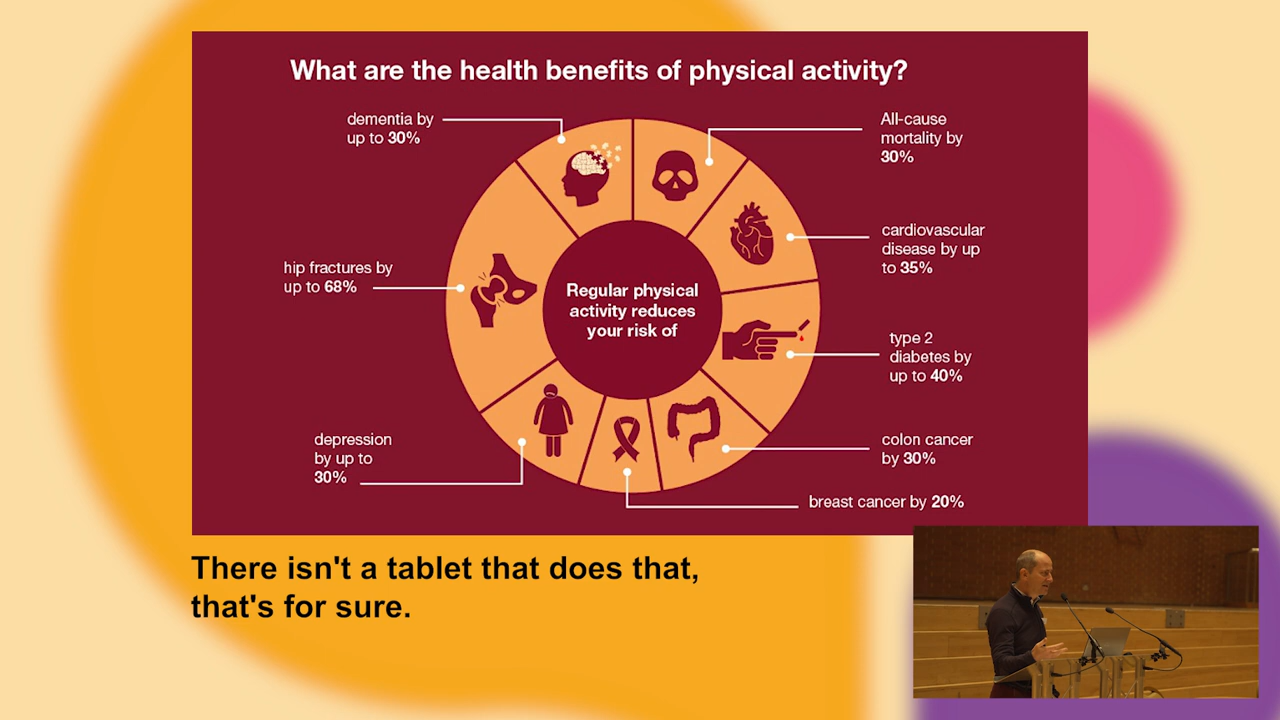 What are the health benefits of physical activity?
dementia by
up to 30%
All-cause
mortality by
30%
cardiovascular
disease by up
to 35%
hip fractures by
up to 68%
Regular physical
activity reduces
your risk of
type 2
diabetes by
up to 40%
depression
by up to
30%
colon cancer
by 30%
breast cancer by 20%
There isn't a tablet that does that,
that's for sure.